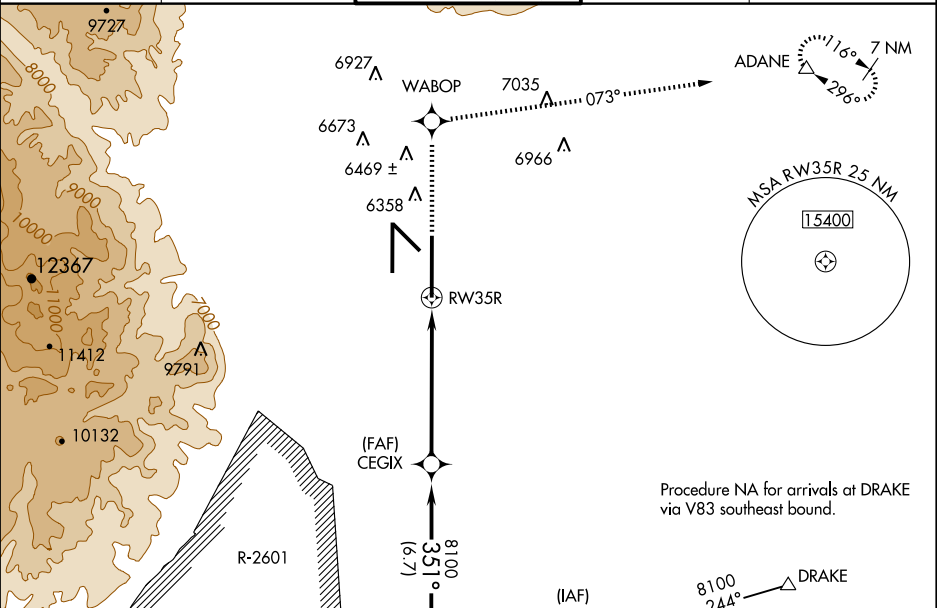 9727
8000
6927
WABOP
7035
073°
ADANE
116°
7 NM
296°
6673
6469 ±
6966
6358
MSA RW35R 25 NM
15400
9000
10000
12367
11000
7000
RW35R
11412
9791
10132
(FAF)
CEGIX
Procedure NA for arrivals at DRAKE
via V83 southeast bound.
R-2601
8100
351°
(6.7)
(IAF)
8100
244°
DRAKE